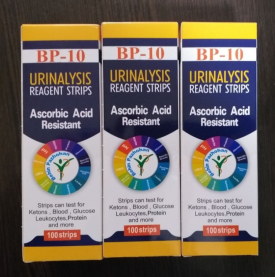 BP-10
URINALYSIS
REAGENT STRIPS
Ascorbic Acid
Resistant
Strips can test for
Ketons , Blood , Glucose
Leukocytes,Protein
and more
100 strips
BP-10
URINALYSIS
REAGENT STRIPS
Ascorbic Acid
Resistant
Strips can test for
Ketons , Blood , Glucose
Leukocytes,Protein
and more
100 strips
BP-10
URINALYSIS
REAGENT STRIPS
Ascorbic Acid
Resistant
Strips can test for
Ketons , Blood , Glucose
Leukocytes,Protein
and more
100 strips